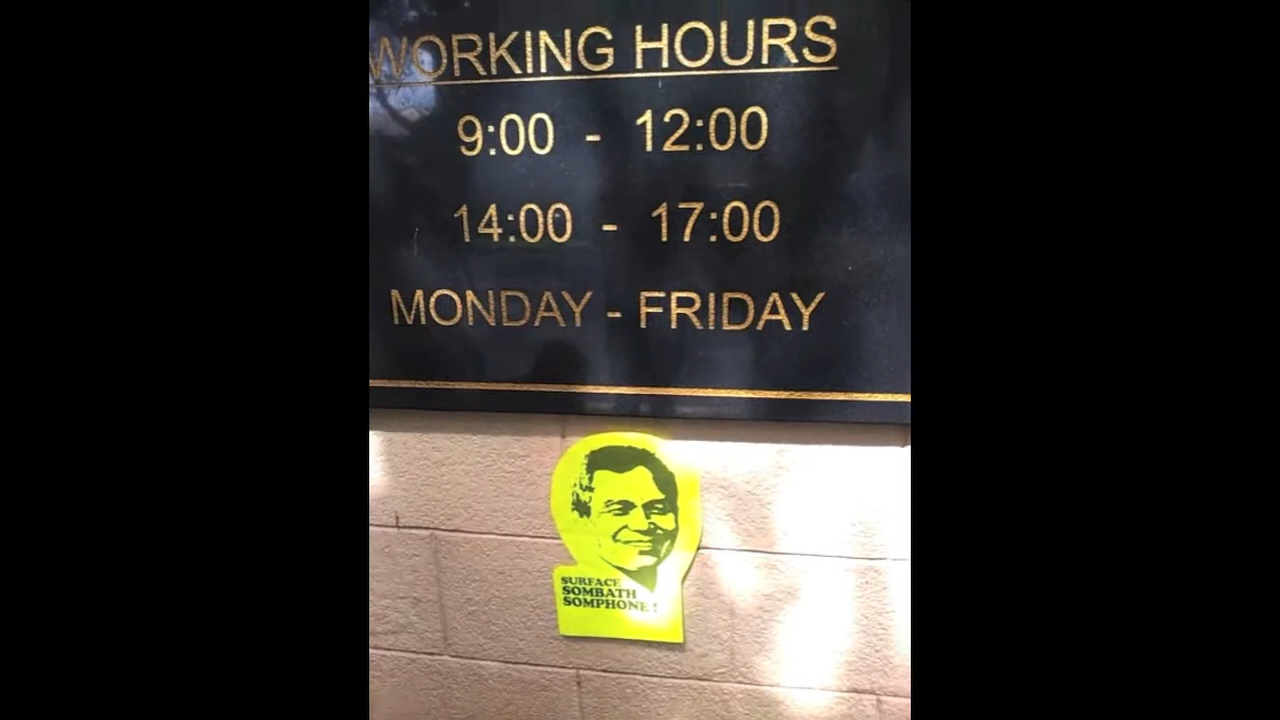 WORKING HOURS
9:00 - 12:00
14:00 - 17:00
MONDAY - FRIDAY
SURFACE
SOMBATH
SOMPHONE!